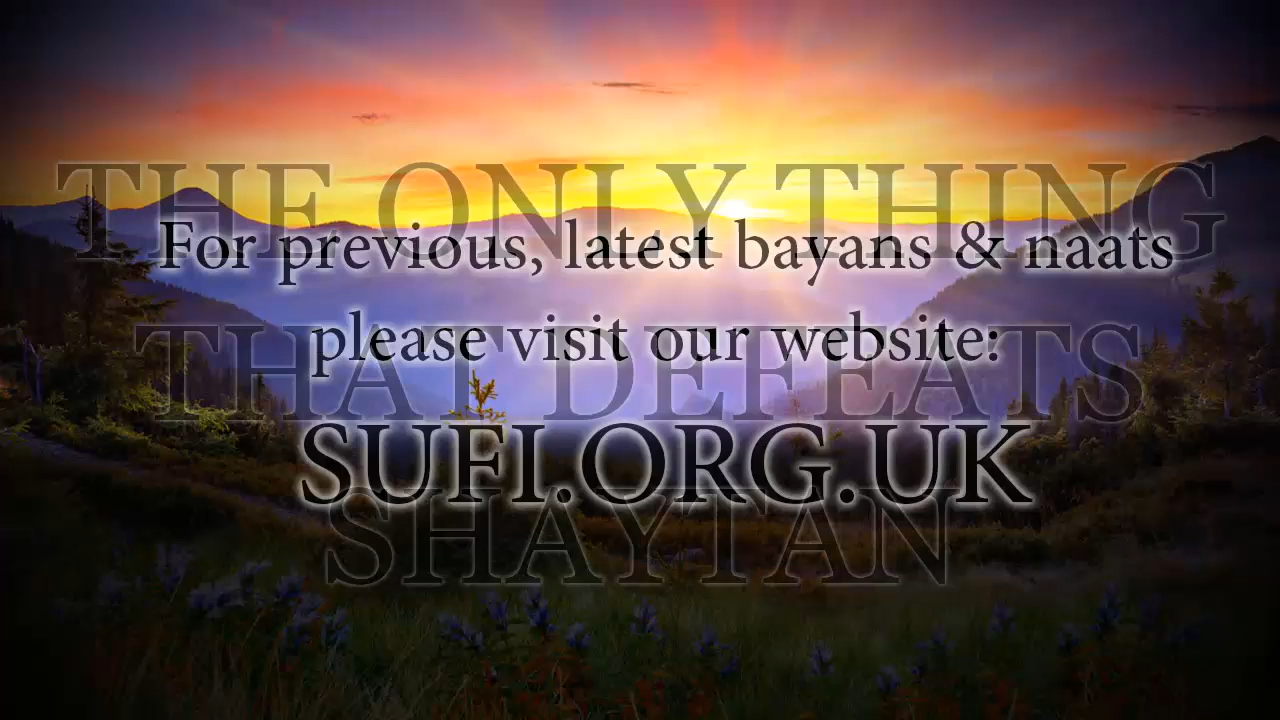 THE ONLY THING
For previous, latest bayans & naats
THAT DEFEATS
please visit our website:
SUFI.ORG.UK
SHAYTAN